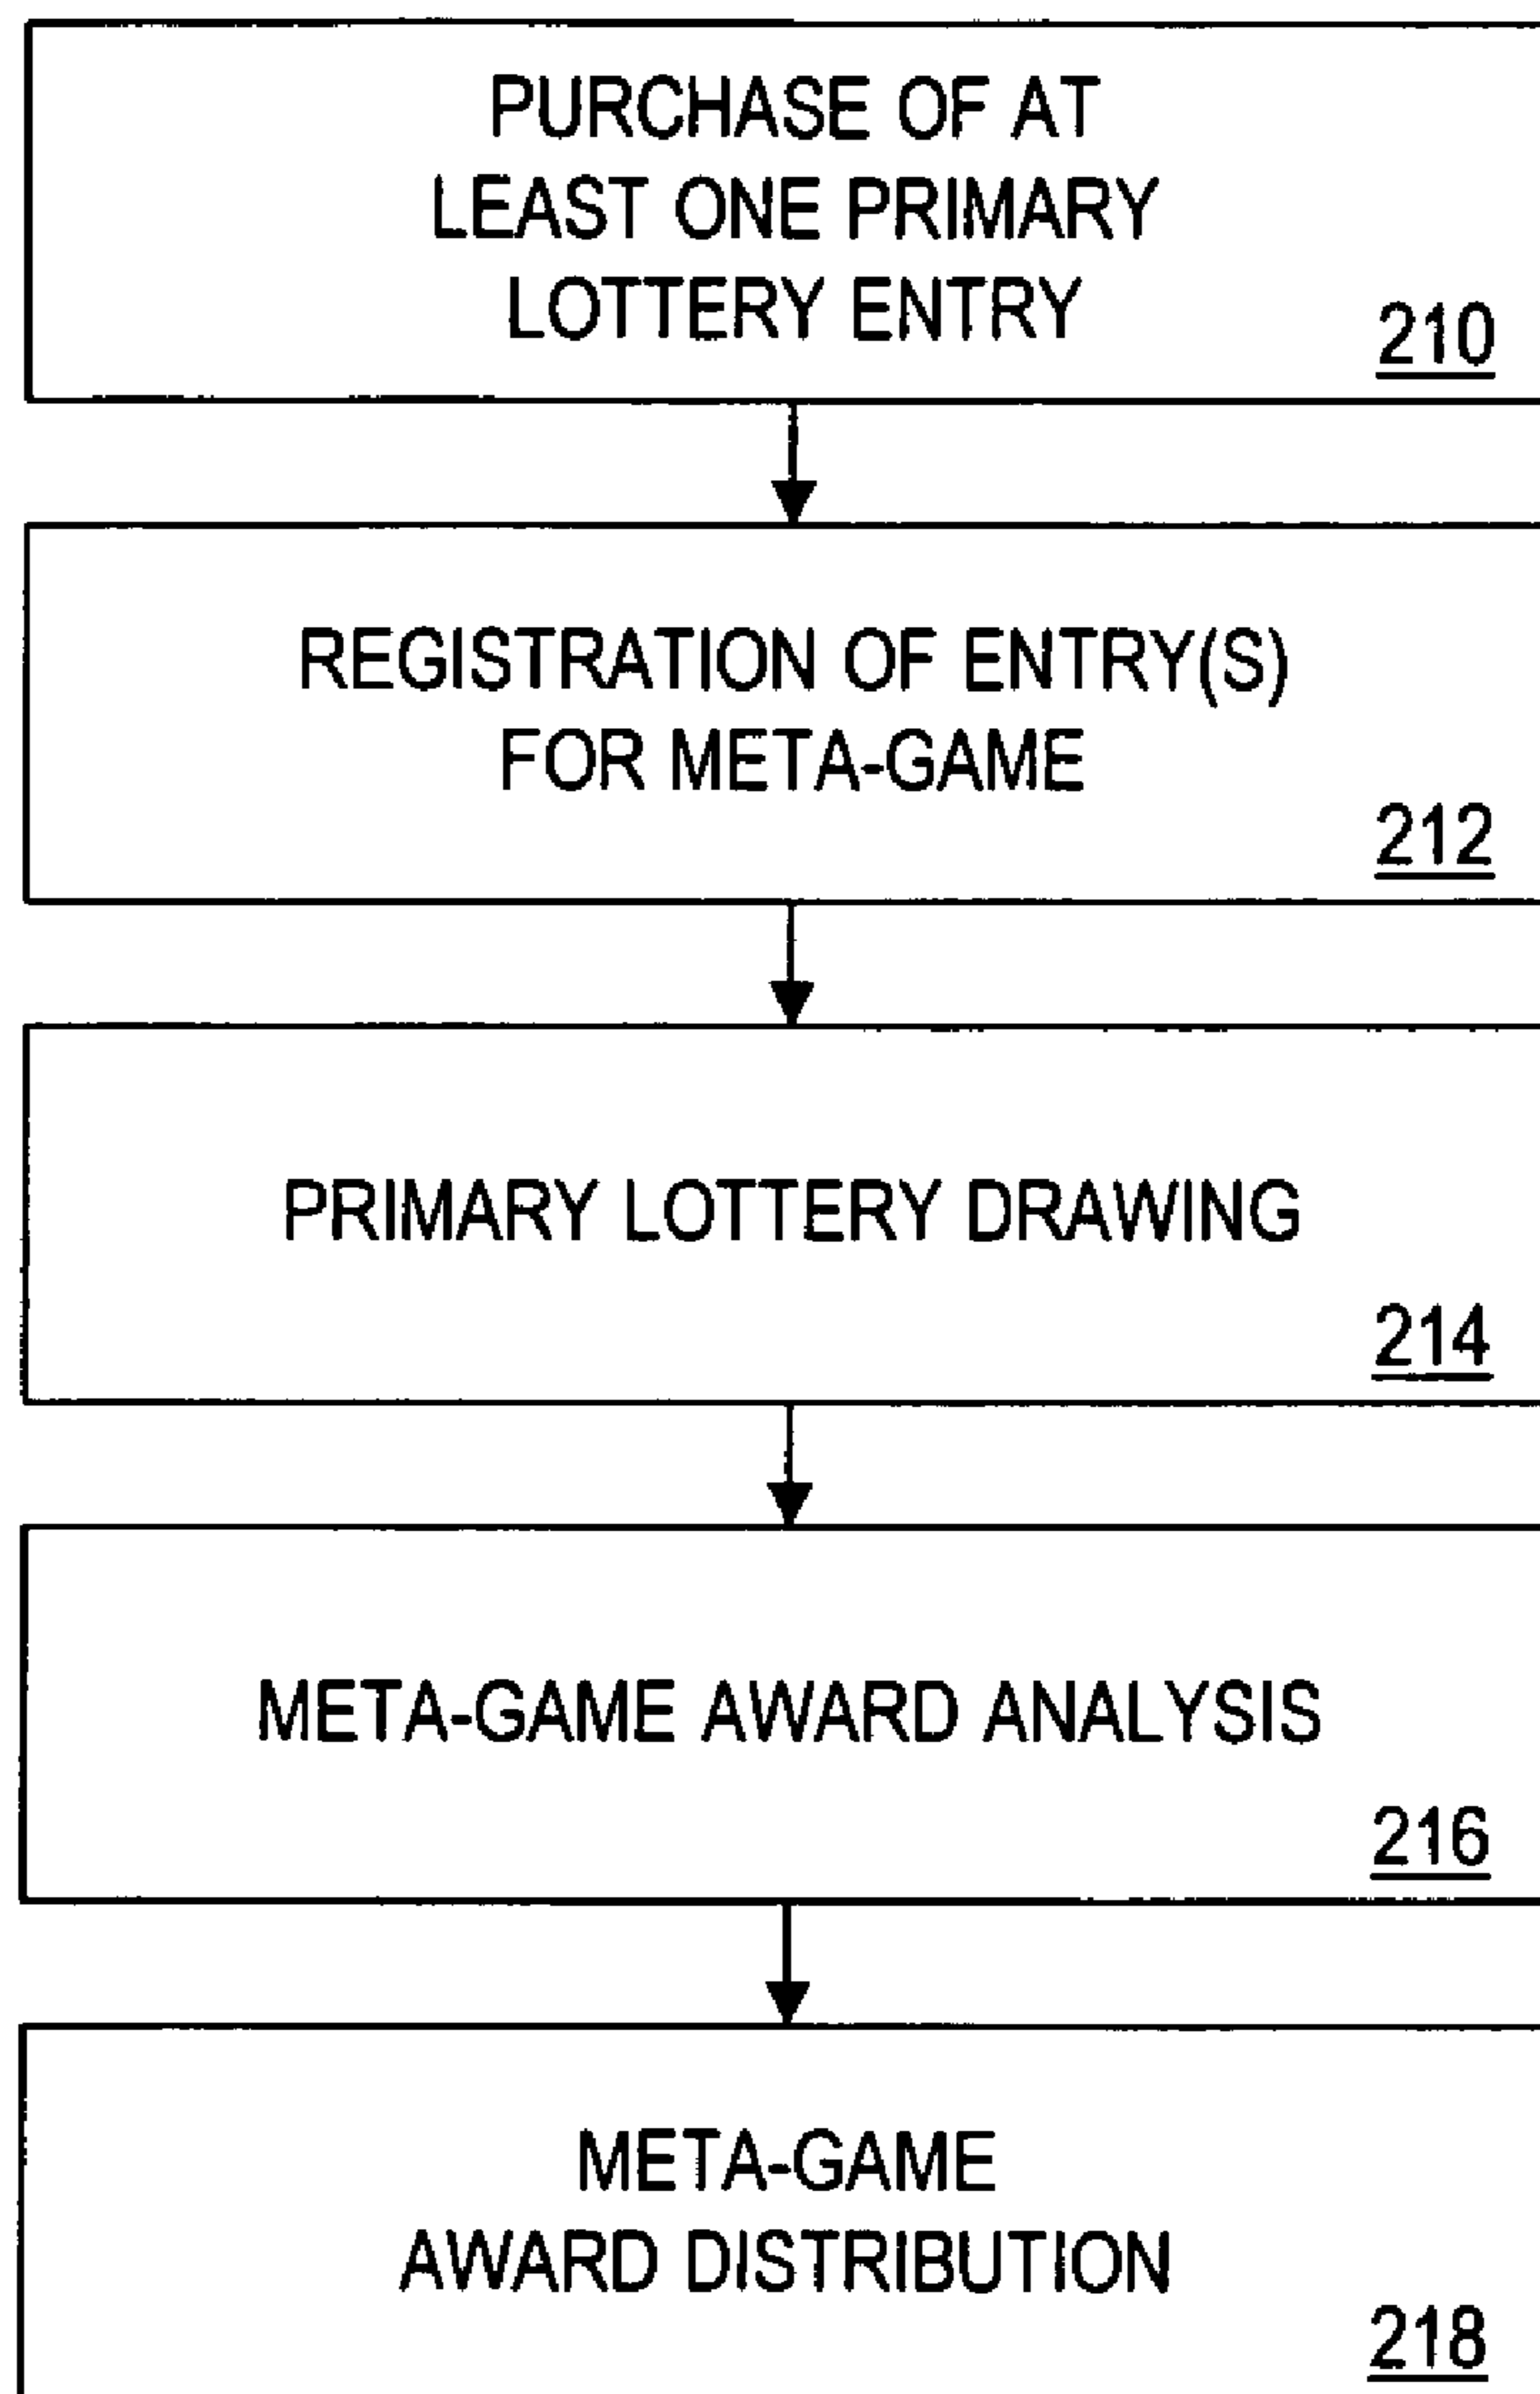 PURCHASE OF AT
LEAST ONE PRIMARY
LOTTERY ENTRY
210
REGISTRATION OF ENTRY(S)
FOR META-GAME
212
PRIMARY LOTTERY DRAWING
214
META-GAME AWARD ANALYSIS
216
META-GAME
AWARD DISTRIBUTION
218